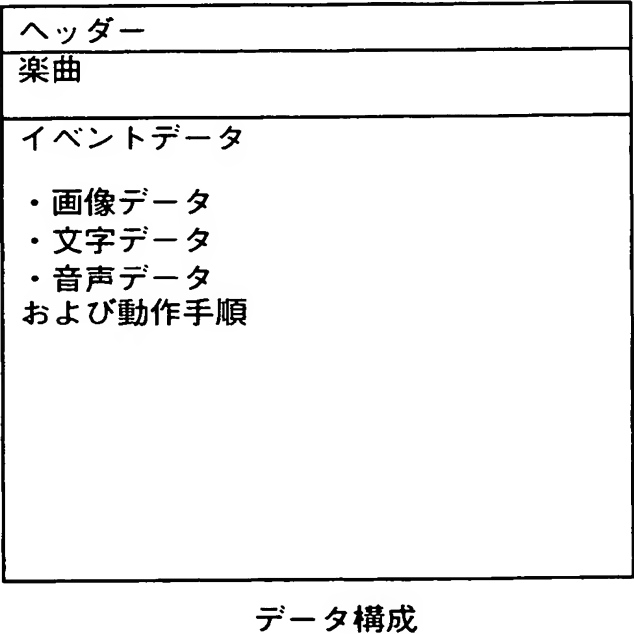 ヘッダー
楽曲
イベントデータ
・画像データ
・文字データ
・音声データ
および動作手順
データ構成